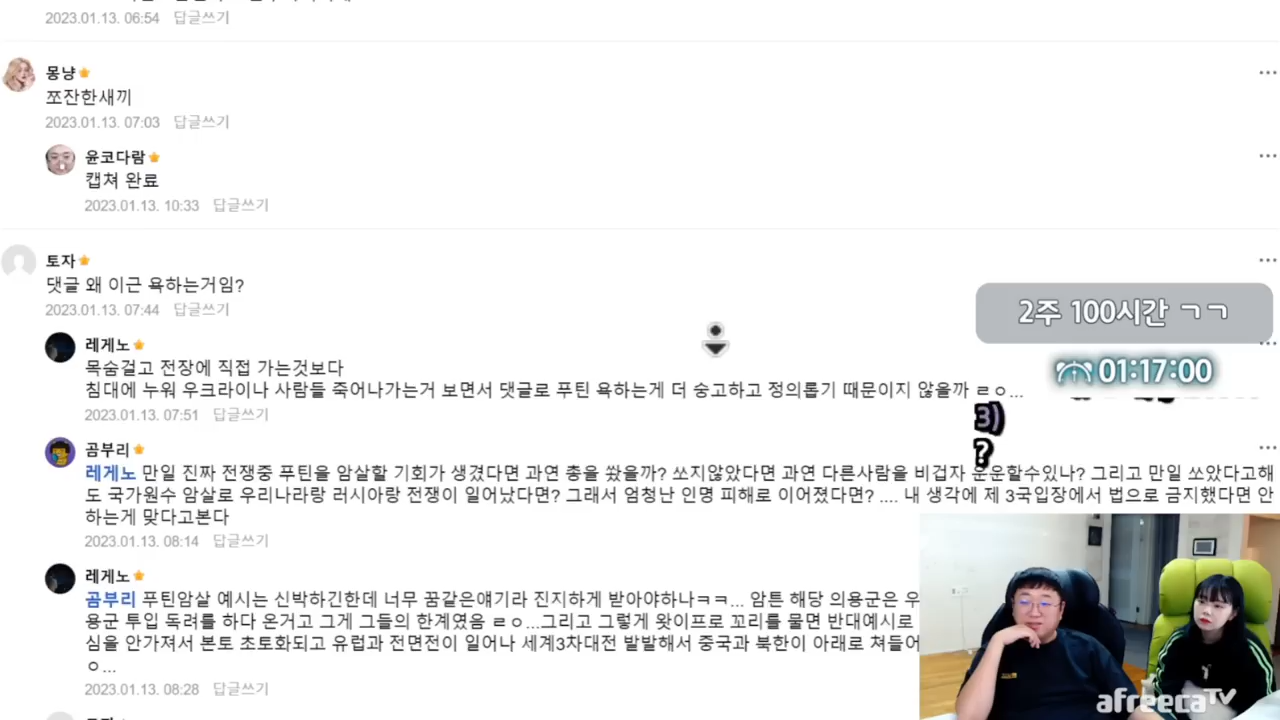 2023.01.13. 06:54 답글쓰기
몽냥
쪼잔한새끼
2023.01.13. 07:03 답글쓰기
윤코다람
캡쳐 완료
2023.01.13. 10:33 답글쓰기
토자
댓글 왜 이근 욕하는거임?
2023.01.13. 07:44 답글쓰기
2주 100시간 ㄱㄱ
01:17:00
레게노
목숨걸고 전장에 직접 가는것보다
침대에 누워 우크라이나 사람들 죽어나가는거 보면서 댓글로 푸틴 욕하는게 더 숭고하고 정의롭기 때문이지 않을까 ㄹㅇ...
2023.01.13. 07:51 답글쓰기
3)
?
곰부리
레게노 만일 진짜 전쟁중 푸틴을 암살할 기회가 생겼다면 과연 총을 쐈을까? 쏘지않았다면 과연 다른사람을 비겁자 운운할수있나? 그리고 만일 쏘았다고해
도 국가원수 암살로 우리나라랑 러시아랑 전쟁이 일어났다면? 그래서 엄청난 인명 피해로 이어졌다면? .... 내 생각에 제 3국입장에서 법으로 금지했다면 안
하는게 맞다고본다
2023.01.13. 08:14 답글쓰기
레게노
곰부리 푸틴암살 예시는 신박하긴한데 너무 꿈같은얘기라 진지하게 받아야하나ㅋㅋ... 암튼 해당 의용군은 우
용군 투입 독려를 하다 온거고 그게 그들의 한계였음 ㄹㅇ...그리고 그렇게 왓이프로 꼬리를 물면 반대예시로
심을 안가져서 본토 초토화되고 유럽과 전면전이 일어나 세계3차대전 발발해서 중국과 북한이 아래로 쳐들어
ㅇ...
2023.01.13. 08:28 답글쓰기
afreecaTV